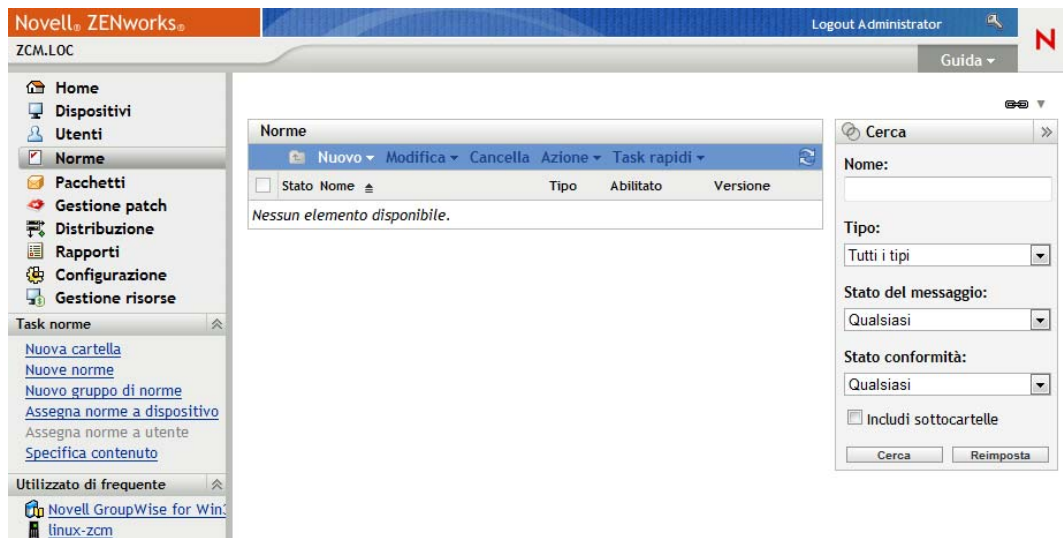 Novell® ZENworks®
Logout Administrator
N
ZCM.LOC
Guida
Home
Dispositivi
Utenti
Norme
Pacchetti
Gestione patch
Distribuzione
Rapporti
Configurazione
Gestione risorse
Task norme
Nuova cartella
Nuove norme
Nuovo gruppo di norme
Assegna norme a dispositivo
Assegna norme a utente
Specifica contenuto
Utilizzato di frequente
Novell GroupWise for Win
linux-zcm
Norme
Nuovo Modifica Cancella Azione Task rapidi
Stato Nome Tipo Abilitato Versione
Nessun elemento disponibile.
Cerca
Nome:
Tipo:
Tutti i tipi
Stato del messaggio:
Qualsiasi
Stato conformità:
Qualsiasi
Includi sottocartelle
Cerca Reimposta